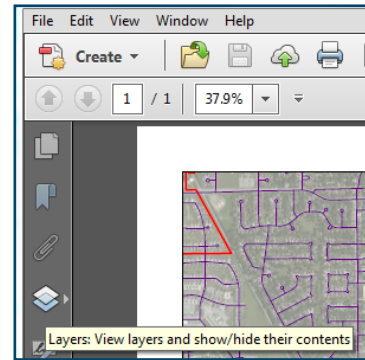 File Edit View Window Help
Create
1 / 1 37.9%
Layers: View layers and show/hide their contents